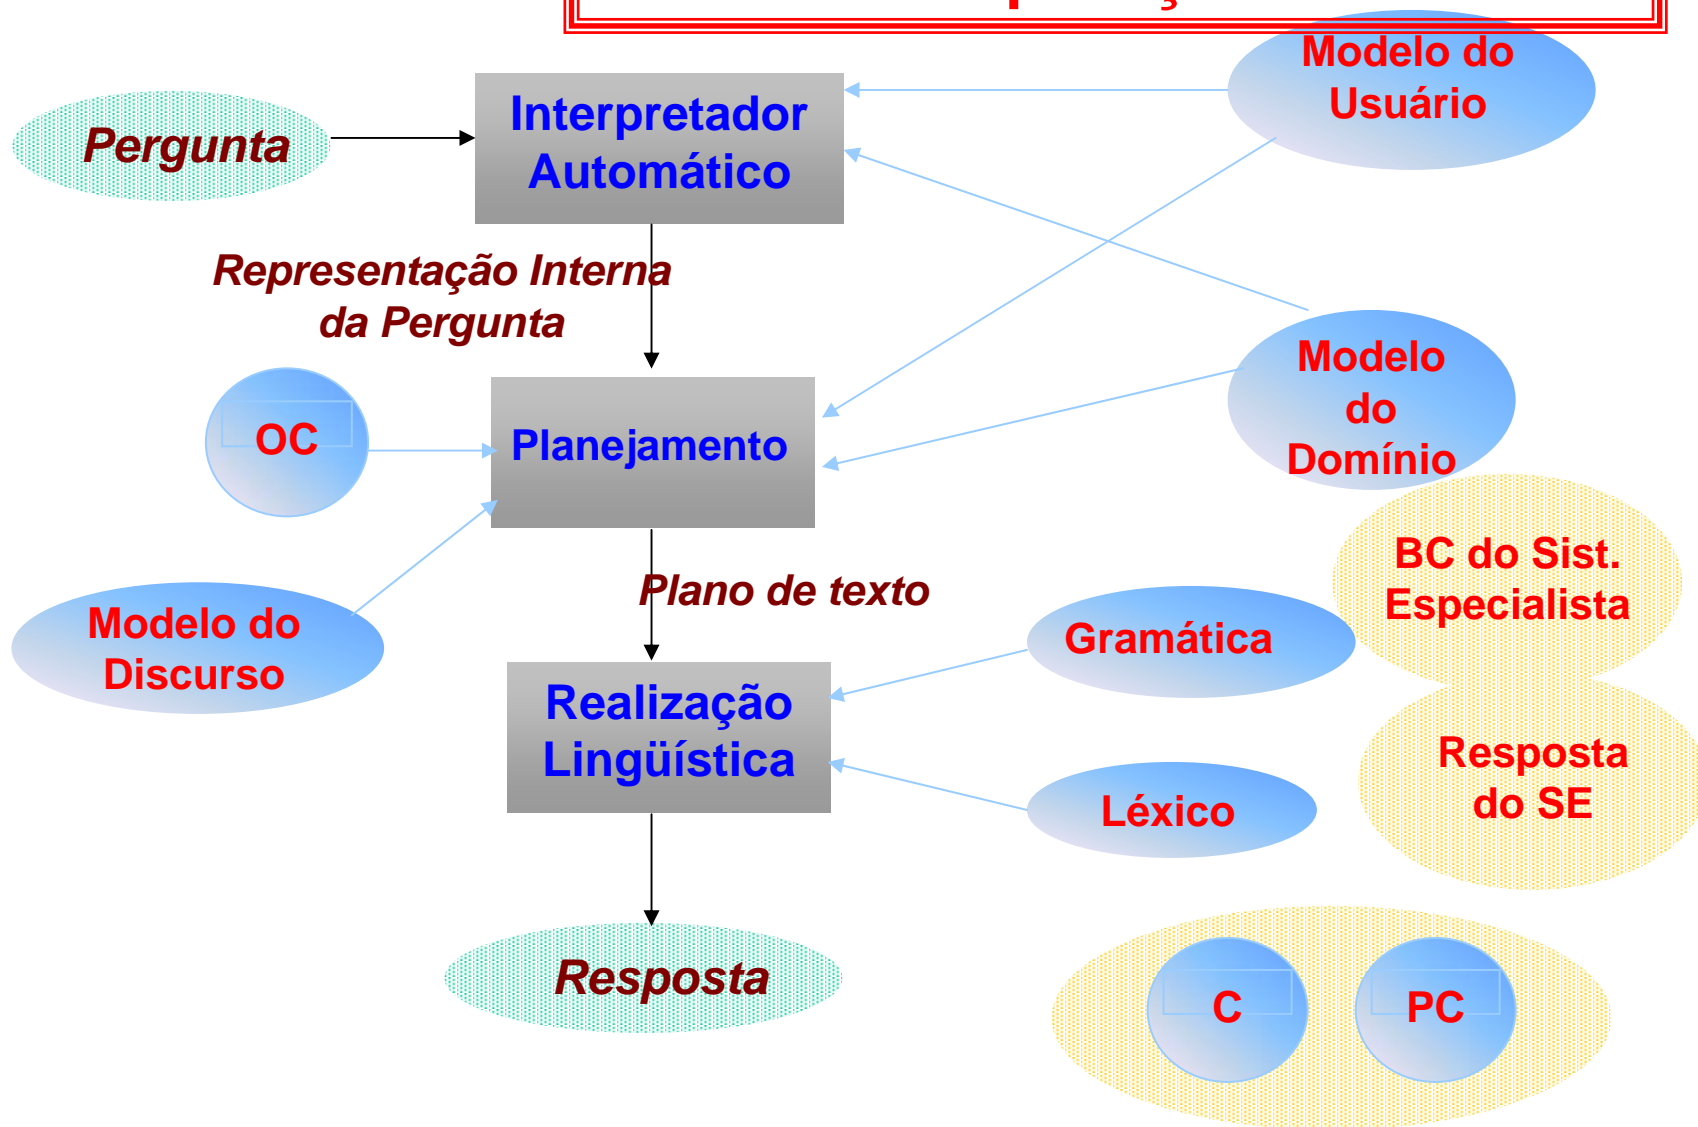 Modelo do
Usuário
Interpretador
Automático
Pergunta
Representação Interna
da Pergunta
Modelo
do
Domínio
OC
Planejamento
BC do Sist.
Especialista
Plano de texto
Modelo do
Discurso
Gramática
Realização
Lingüística
Resposta
do SE
Léxico
Resposta
C
PC